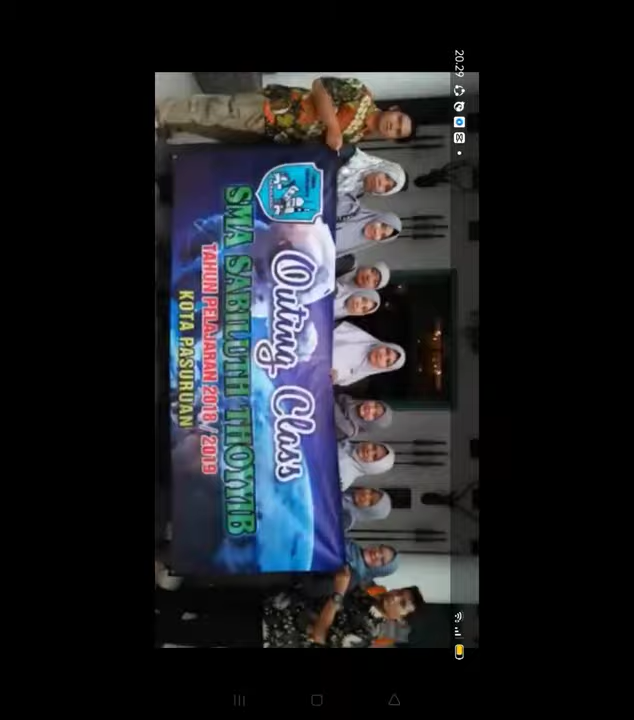 20.29
Outing Class
SMA SABILUTH THOYYIB
TAHUN PELAJARAN 2018/2019
KOTA PASURUAN